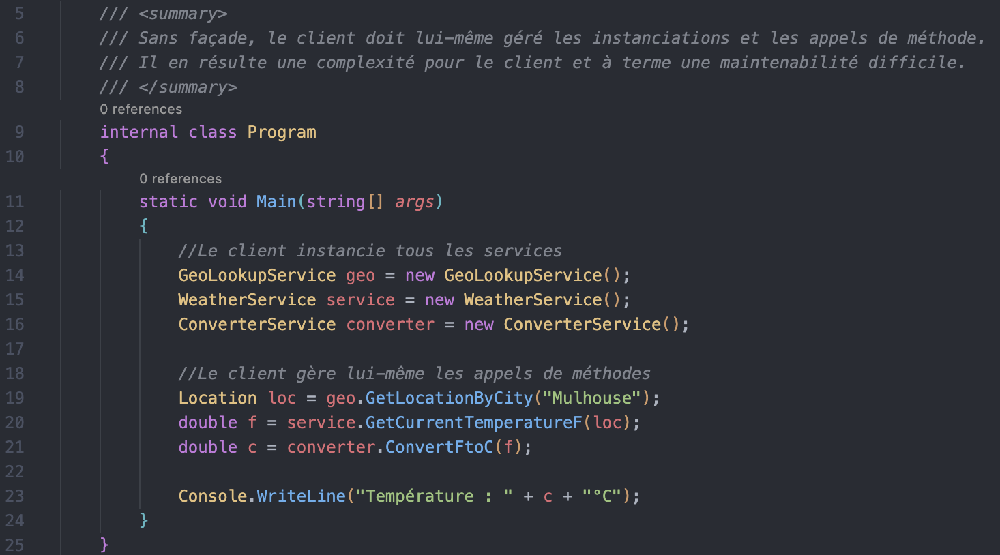 5 /// <summary>
6 /// Sans façade, le client doit lui-même géré les instanciations et les appels de méthode.
7 /// Il en résulte une complexité pour le client et à terme une maintenabilité difficile.
8 /// </summary>
0 references
9 internal class Program
10 {
0 references
11 static void Main(string[] args)
12 {
13 //Le client instancie tous les services
14 GeoLookupService geo = new GeoLookupService();
15 WeatherService service = new WeatherService();
16 ConverterService converter = new ConverterService();
17
18 //Le client gère lui-même les appels de méthodes
19 Location loc = geo.GetLocationByCity("Mulhouse");
20 double f = service.GetCurrentTemperatureF(loc);
21 double c = converter.ConvertFtoC(f);
22
23 Console.WriteLine("Température : " + c + "°C");
24 }
25 }